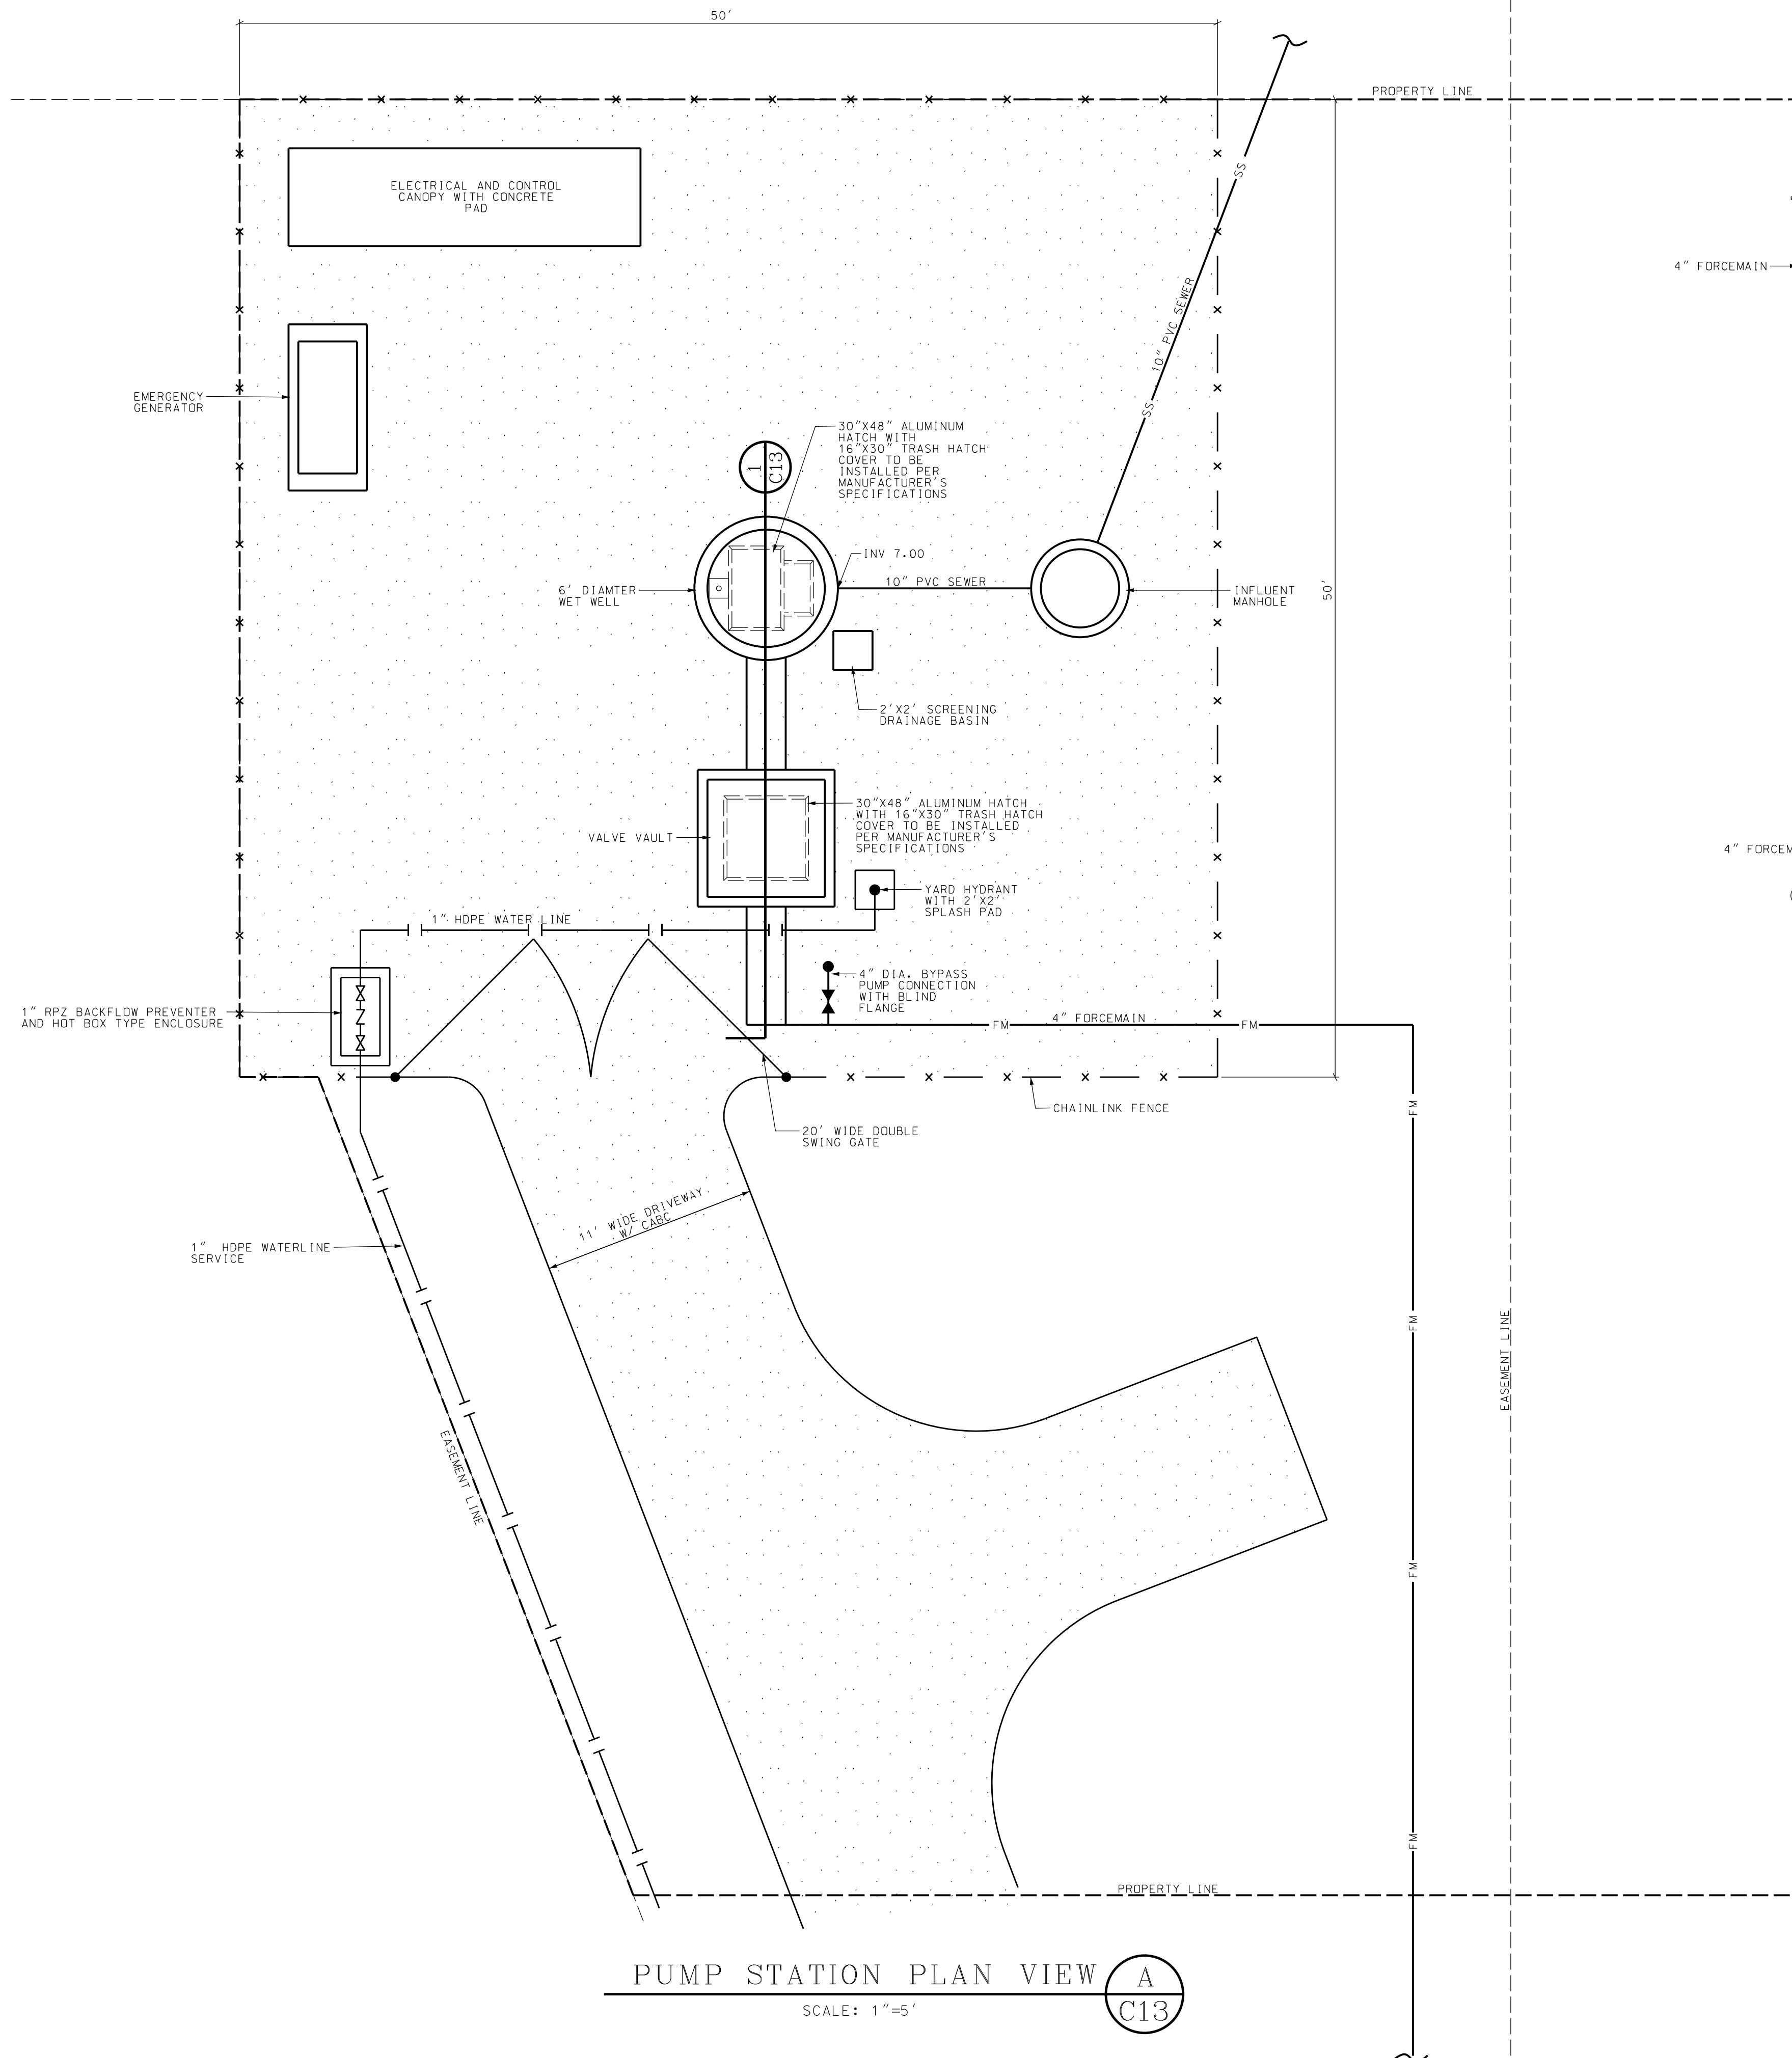 50'
PROPERTY LINE
ELECTRICAL AND CONTROL
CANOPY WITH CONCRETE
PAD
SS
4" FORCEMAIN
10" PVC SEWER
SS
EMERGENCY
GENERATOR
30"X48" ALUMINUM
HATCH WITH
16"X30" TRASH HATCH
COVER TO BE
INSTALLED PER
MANUFACTURER'S
SPECIFICATIONS
1
C13
INV 7.00
10" PVC SEWER
6' DIAMTER
WET WELL
INFLUENT
MANHOLE
50'
2'X2' SCREENING
DRAINAGE BASIN
30"X48" ALUMINUM HATCH
WITH 16"X30" TRASH HATCH
COVER TO BE INSTALLED
PER MANUFACTURER'S
SPECIFICATIONS
VALVE VAULT
4" FORCEM
YARD HYDRANT
WITH 2'X2'
SPLASH PAD
1" HDPE WATER LINE
4" DIA. BYPASS
PUMP CONNECTION
WITH BLIND
FLANGE
1" RPZ BACKFLOW PREVENTER
AND HOT BOX TYPE ENCLOSURE
FM
4" FORCEMAIN
FM
CHAINLINK FENCE
FM
20' WIDE DOUBLE
SWING GATE
11' WIDE DRIVEWAY
W/ CABC
1" HDPE WATERLINE
SERVICE
FM
EASEMENT LINE
EASEMENT LINE
FM
FM
PROPERTY LINE
PUMP STATION PLAN VIEW
A
C13
SCALE: 1"=5'